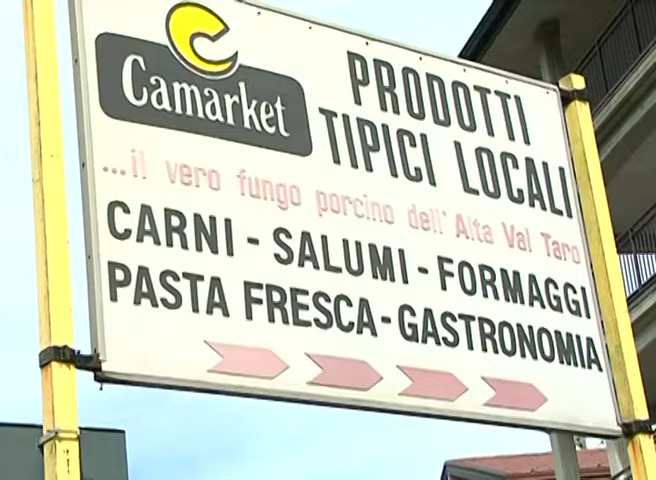 Camarket
PRODOTTI
TIPICI LOCALI
...il vero fungo porcino dell'Alta Val Taro
CARNI - SALUMI - FORMAGGI
PASTA FRESCA - GASTRONOMIA